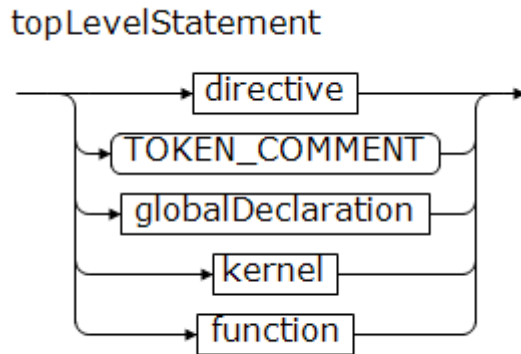 topLevelStatement
directive
TOKEN_COMMENT
globalDeclaration
kernel
function